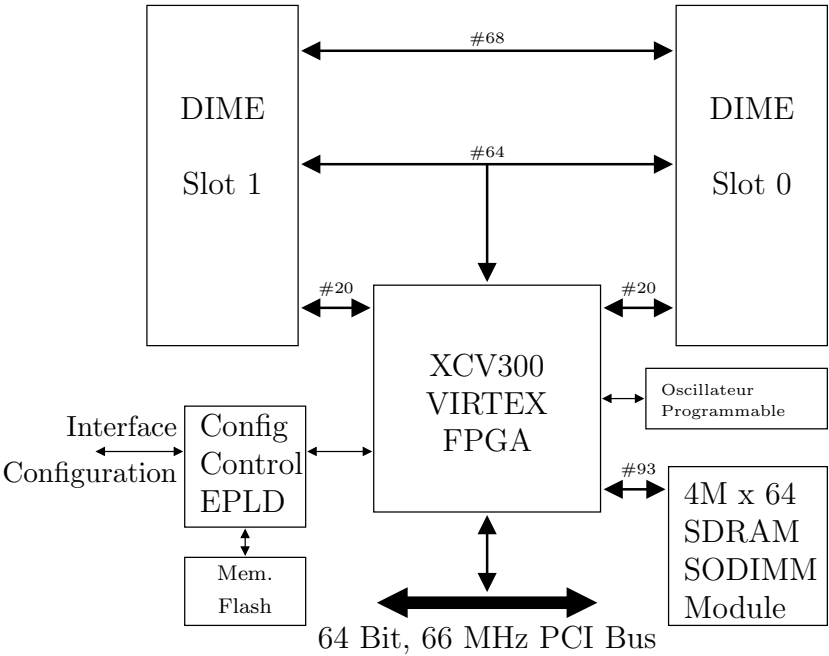 #68
DIME
Slot 1
DIME
Slot 0
#64
#20
#20
XCV300
VIRTEX
FPGA
Oscillateur
Programmable
Interface
Configuration
Config
Control
EPLD
#93
4M x 64
SDRAM
SODIMM
Module
Mem.
Flash
64 Bit, 66 MHz PCI Bus